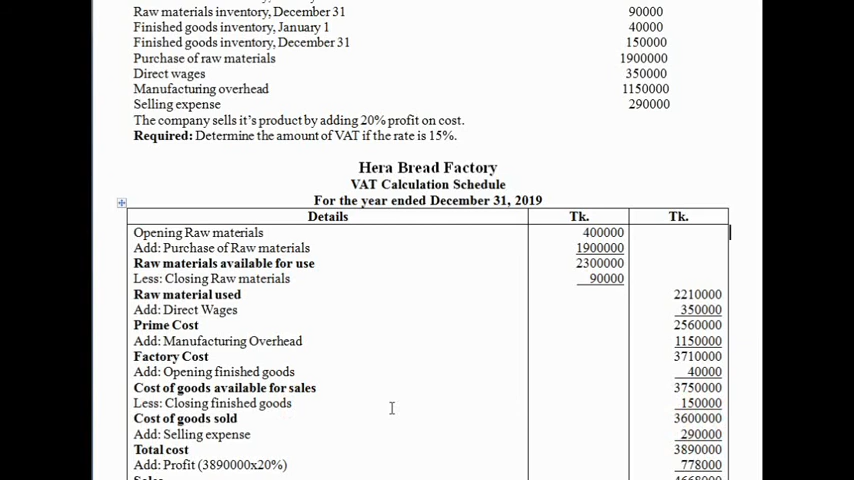 Raw materials inventory, December 31 90000
Finished goods inventory, January 1 40000
Finished goods inventory, December 31 150000
Purchase of raw materials 1900000
Direct wages 350000
Manufacturing overhead 1150000
Selling expense 290000
The company sells it's product by adding 20% profit on cost.
Required: Determine the amount of VAT if the rate is 15%.
Hera Bread Factory
VAT Calculation Schedule
For the year ended December 31, 2019
Details Tk. Tk.
Opening Raw materials 400000
Add: Purchase of Raw materials 1900000
Raw materials available for use 2300000
Less: Closing Raw materials 90000
Raw material used 2210000
Add: Direct Wages 350000
Prime Cost 2560000
Add: Manufacturing Overhead 1150000
Factory Cost 3710000
Add: Opening finished goods 40000
Cost of goods available for sales 3750000
Less: Closing finished goods 150000
Cost of goods sold 3600000
Add: Selling expense 290000
Total cost 3890000
Add: Profit (3890000x20%) 778000
Sales 4668000